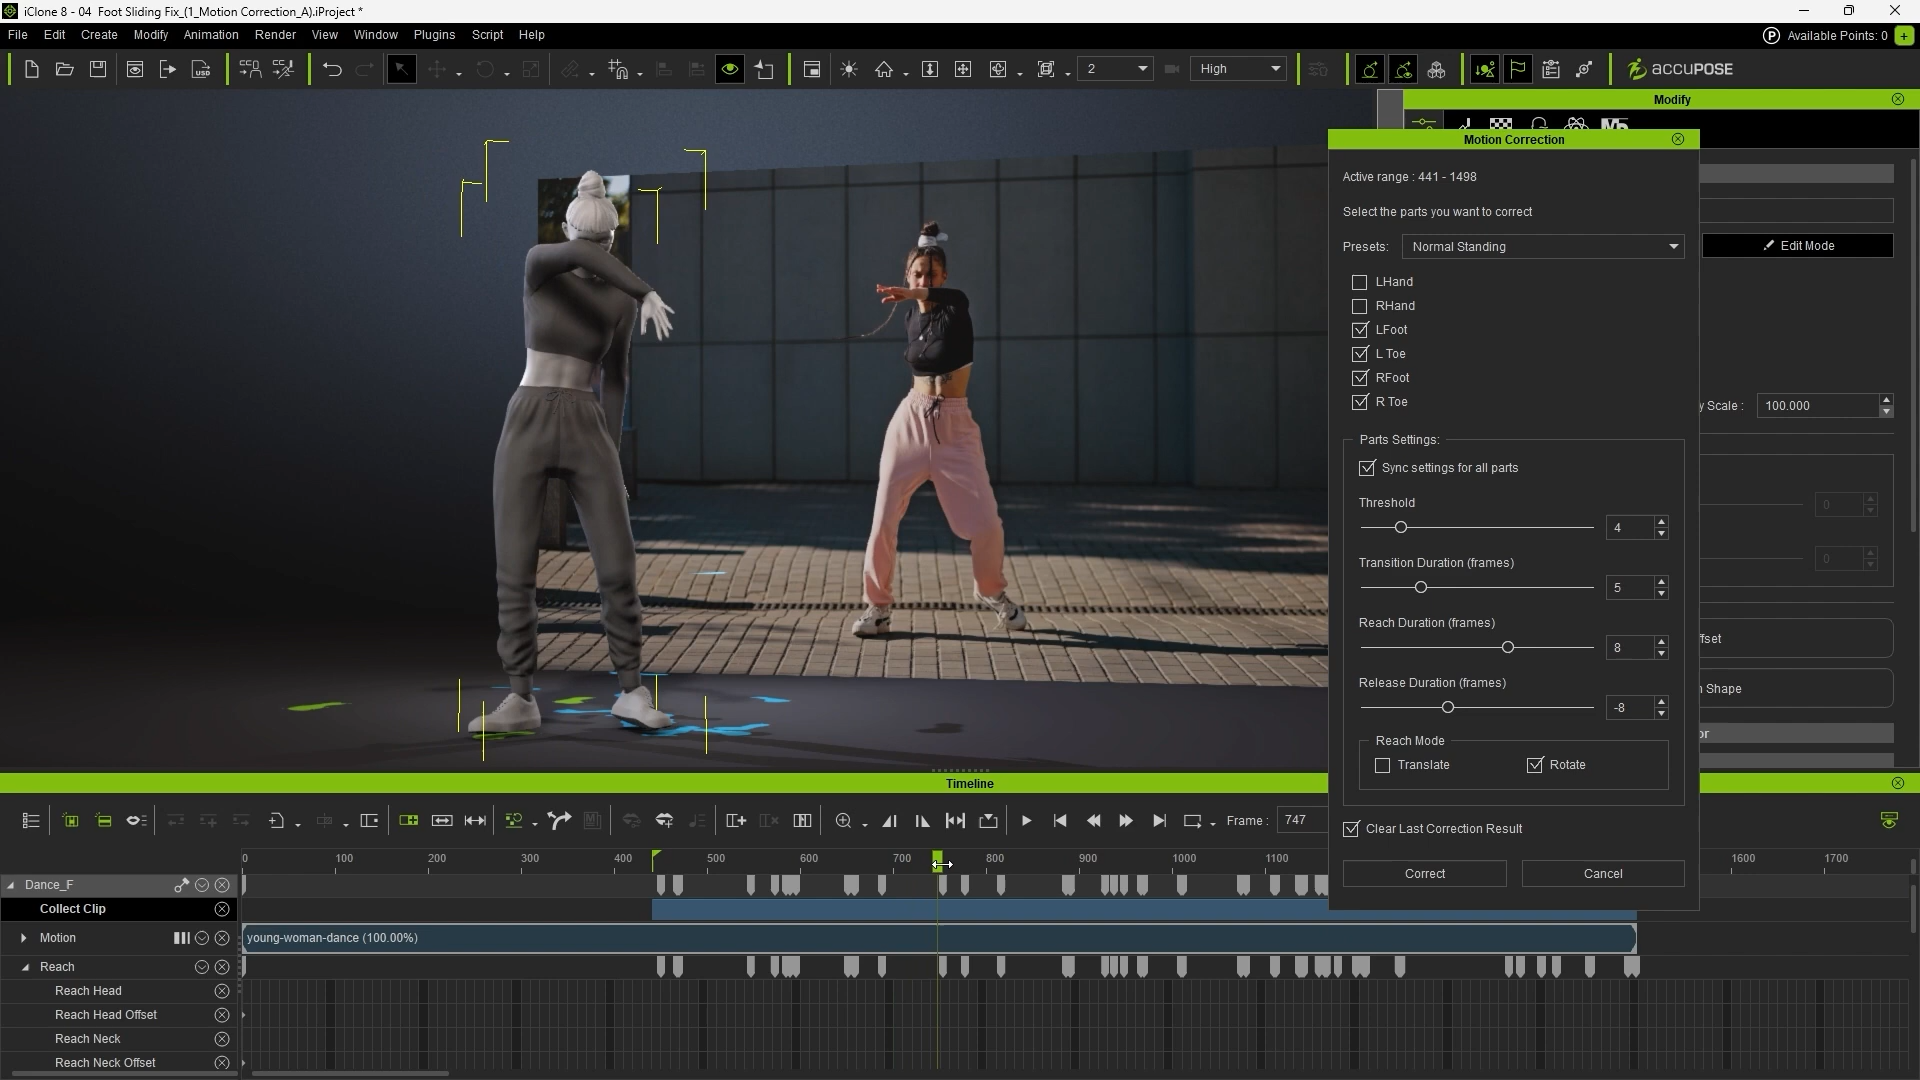 iClone 8 - 04 Foot Sliding Fix_(1_Motion Correction_A).iProject *
File Edit Create Modify Animation Render View Window Plugins Script Help
P Available Points: 0 +
USD 2 High ACCUPOSE
Modify
Motion Correction
Active range : 441 - 1498
Select the parts you want to correct
Presets: Normal Standing
Edit Mode
LHand
RHand
LFoot
L Toe
RFoot
R Toe
y Scale : 100.000
Parts Settings:
Sync settings for all parts
Threshold
0
4
Transition Duration (frames)
0
5
Reach Duration (frames)
8
ffset
Release Duration (frames)
n Shape
-8
or
Reach Mode
Translate Rotate
Clear Last Correction Result
Correct Cancel
Timeline
Frame : 747
0 100 200 300 400 500 600 700 800 900 1000 1100 1600 1700
Dance_F
Collect Clip
Motion
young-woman-dance (100.00%)
Reach
Reach Head
Reach Head Offset
Reach Neck
Reach Neck Offset